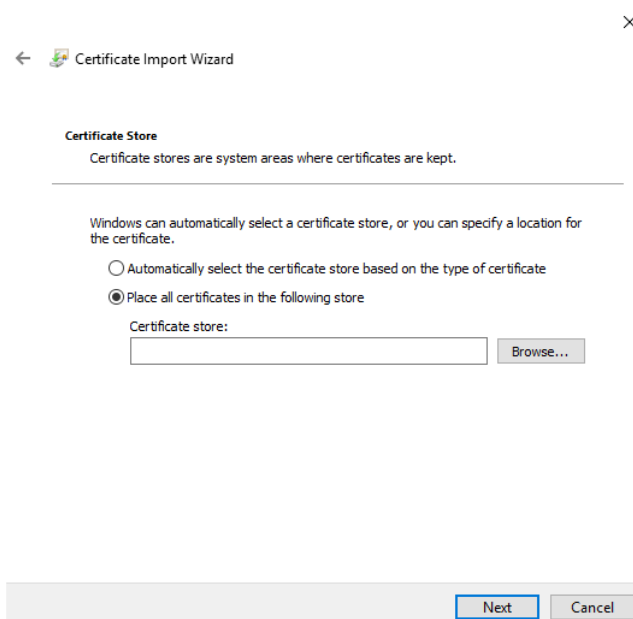 Certificate Import Wizard
Certificate Store
Certificate stores are system areas where certificates are kept.
Windows can automatically select a certificate store, or you can specify a location for
the certificate.
Automatically select the certificate store based on the type of certificate
Place all certificates in the following store
Certificate store:
Browse...
Next
Cancel